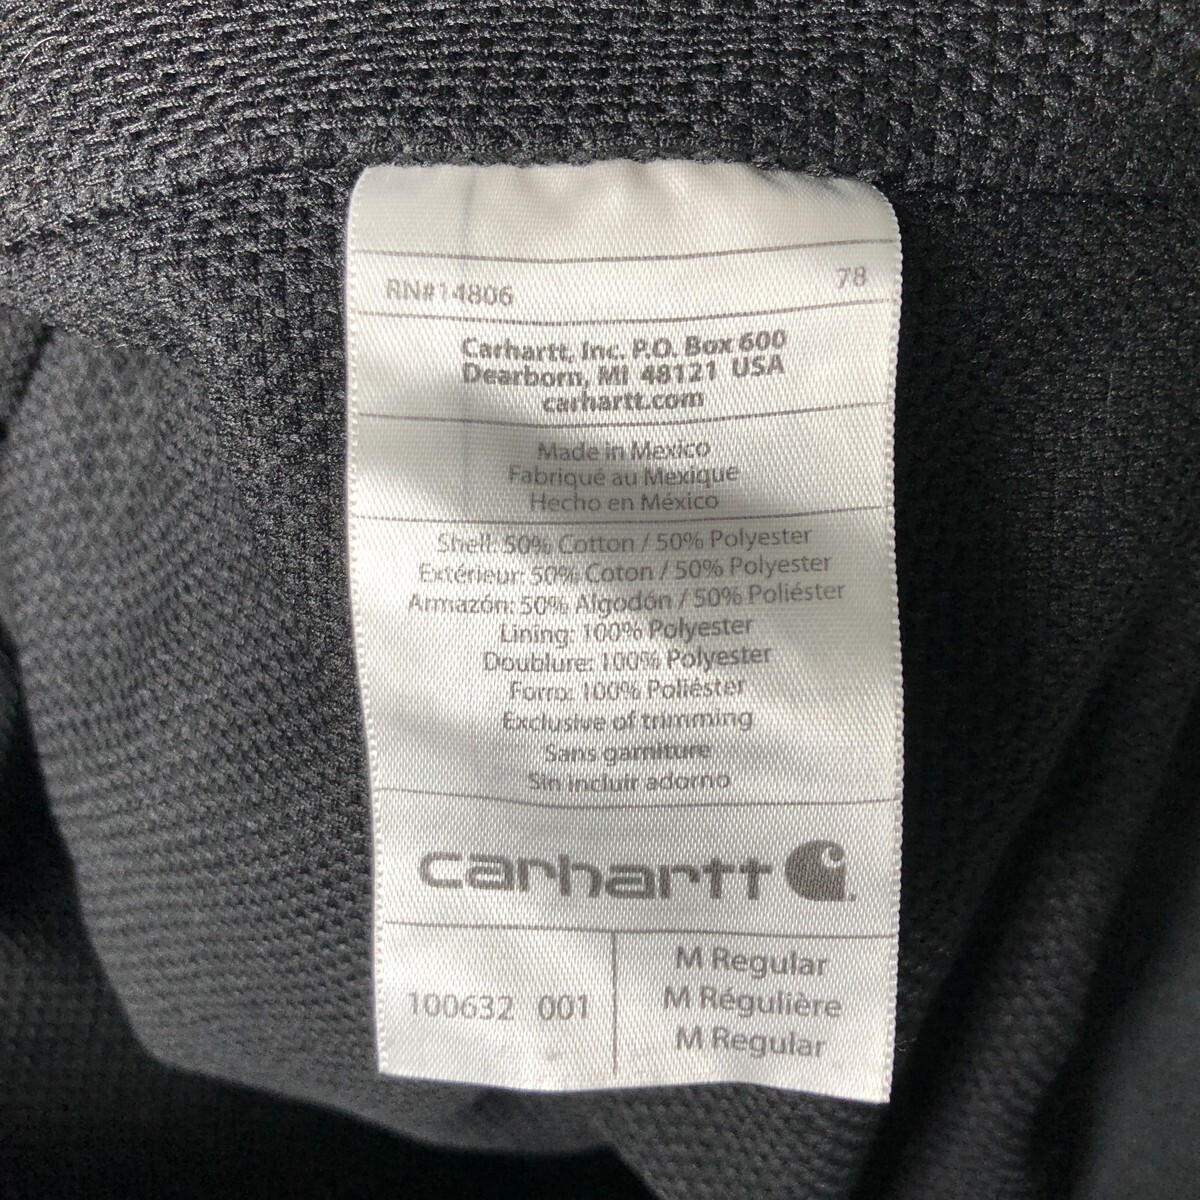 RN#14806 78
Carhartt, Inc. P.O. Box 600
Dearborn, MI 48121 USA
carhartt.com
Made in Mexico
Fabriqué au Mexique
Hecho en México
Shell: 50% Cotton / 50% Polyester
Extérieur: 50% Coton / 50% Polyester
Armazón: 50% Algodón / 50% Poliéster
Lining: 100% Polyester
Doublure: 100% Polyester
Forro: 100% Poliéster
Exclusive of trimming
Sans garniture
Sin incluir adorno
carhartt
100632 001
M Regular
M Régulière
M Regular